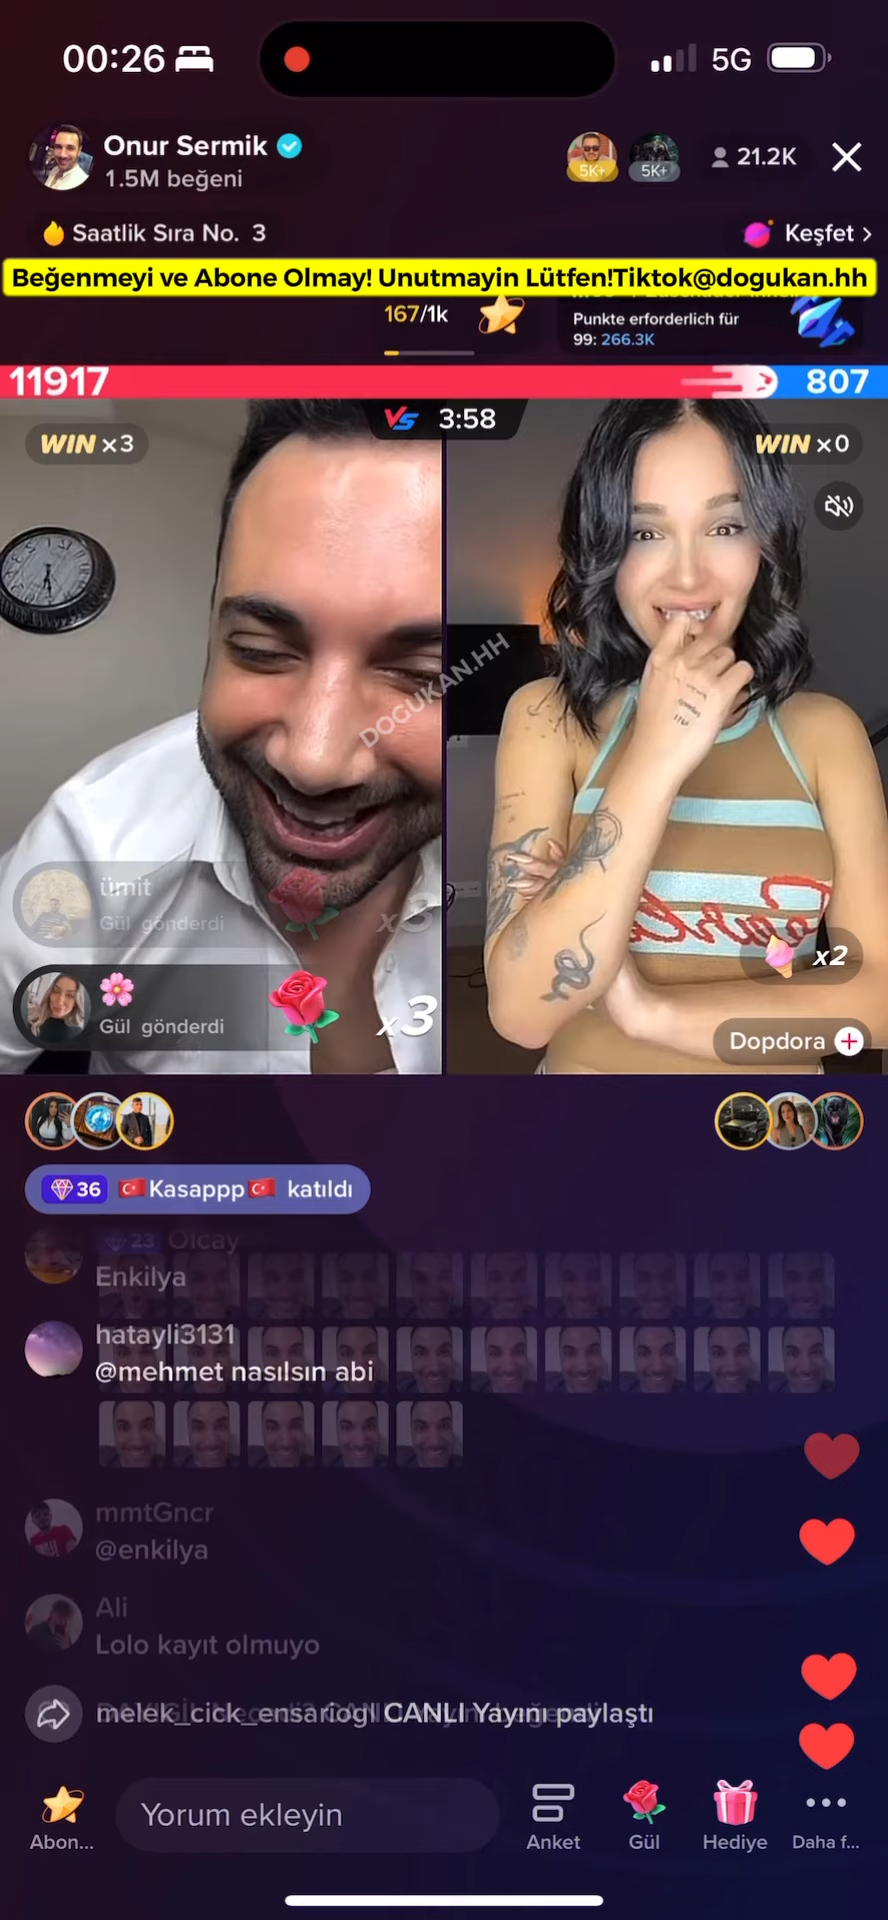 00:26
5G
Onur Sermik
1.5M beğeni
5K+
5K+
21.2K
Saatlik Sıra No. 3
Keşfet >
Beğenmeyi ve Abone Olmay! Unutmayin Lütfen!Tiktok@dogukan.hh
167/1k
Punkte erforderlich für
99: 266.3K
11917
807
VS 3:58
WIN x3
WIN x0
DOGUKAN.HH
ümit
Gül gönderdi
x3
Gül gönderdi
x3
x2
Dopdora +
36 Kasappp katıldı
23 Olcay
Enkilya
hatayli3131
@mehmet nasılsın abi
mmtGncr
@enkilya
Ali
Lolo kayıt olmuyo
melek_cick_ensariogl CANLI Yayını paylaştı
Abon...
Yorum ekleyin
Anket
Gül
Hediye
Daha f...